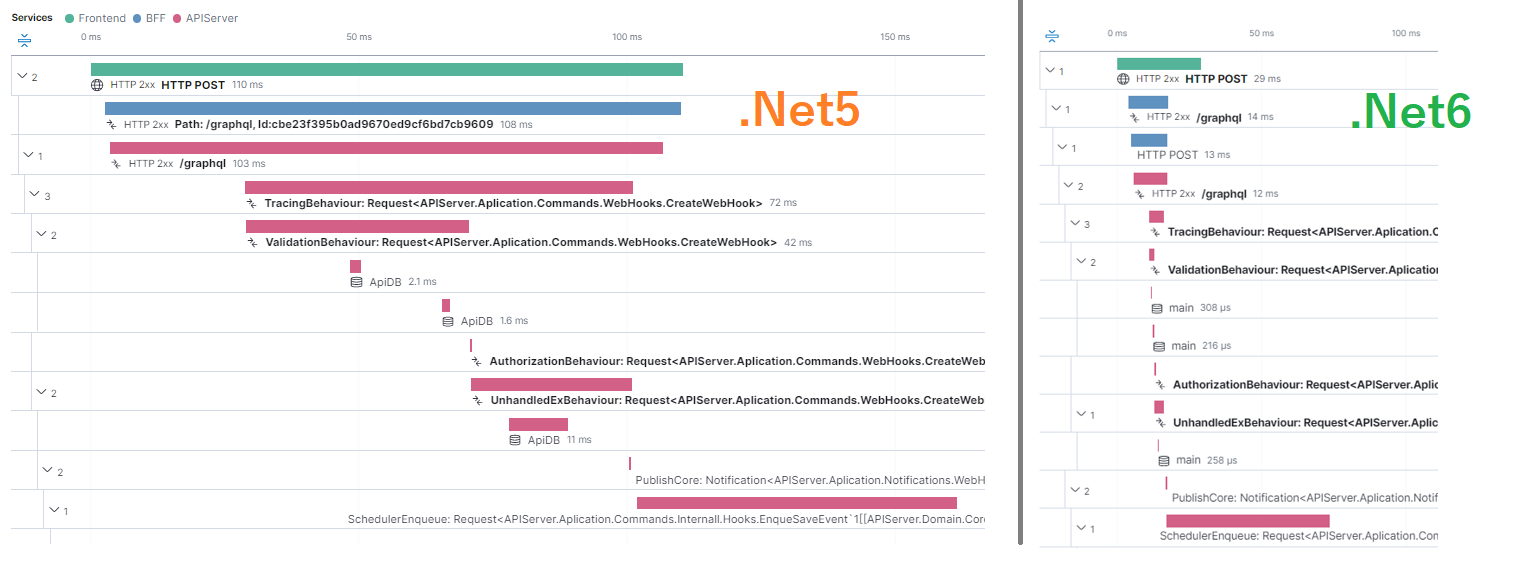 Services Frontend BFF APIServer
0 ms 50 ms 100 ms 150 ms
2
HTTP 2xx HTTP POST 110 ms
HTTP 2xx Path: /graphql, Id:cbe23f395b0ad9670ed9cf6bd7cb9609 108 ms
.Net5
1
HTTP 2xx /graphql 103 ms
3
TracingBehaviour: Request<APIServer.Aplication.Commands.WebHooks.CreateWebHook> 72 ms
2
ValidationBehaviour: Request<APIServer.Aplication.Commands.WebHooks.CreateWebHook> 42 ms
ApiDB 2.1 ms
ApiDB 1.6 ms
AuthorizationBehaviour: Request<APIServer.Aplication.Commands.WebHooks.CreateWeb
2
UnhandledExBehaviour: Request<APIServer.Aplication.Commands.WebHooks.CreateWeb
ApiDB 11 ms
2
PublishCore: Notification<APIServer.Aplication.Notifications.WebH
1
SchedulerEnqueue: Request<APIServer.Aplication.Commands.Internall.Hooks.EnqueSaveEvent`1[[APIServer.Domain.Cor
0 ms 50 ms 100 ms
1
HTTP 2xx HTTP POST 29 ms
1
HTTP 2xx /graphql 14 ms
.Net6
1
HTTP POST 13 ms
2
HTTP 2xx /graphql 12 ms
3
TracingBehaviour: Request<APIServer.Aplication.C
2
ValidationBehaviour: Request<APIServer.Aplication
main 308 µs
main 216 µs
AuthorizationBehaviour: Request<APIServer.Aplic
1
UnhandledExBehaviour: Request<APIServer.Aplic
main 258 µs
2
PublishCore: Notification<APIServer.Aplication.Notif
1
SchedulerEnqueue: Request<APIServer.Aplication.Con